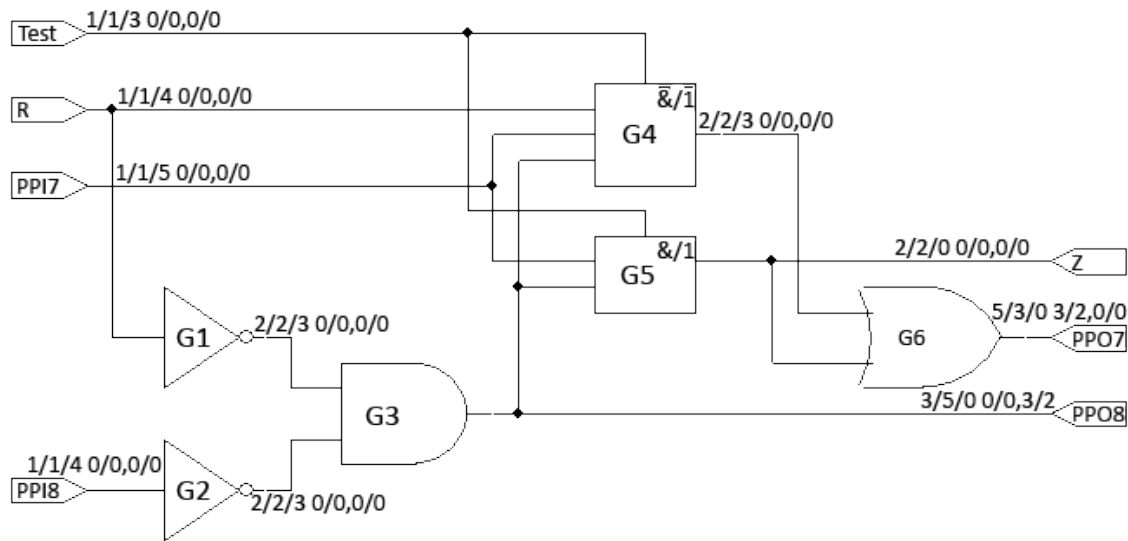 Test 1/1/3 0/0,0/0
R 1/1/4 0/0,0/0
&̅/1̅
G4 2/2/3 0/0,0/0
PPI7 1/1/5 0/0,0/0
&/1
G5 2/2/0 0/0,0/0 Z
G1 2/2/3 0/0,0/0
G6 5/3/0 3/2,0/0 PPO7
G3 3/5/0 0/0,3/2 PPO8
PPI8 1/1/4 0/0,0/0
G2 2/2/3 0/0,0/0